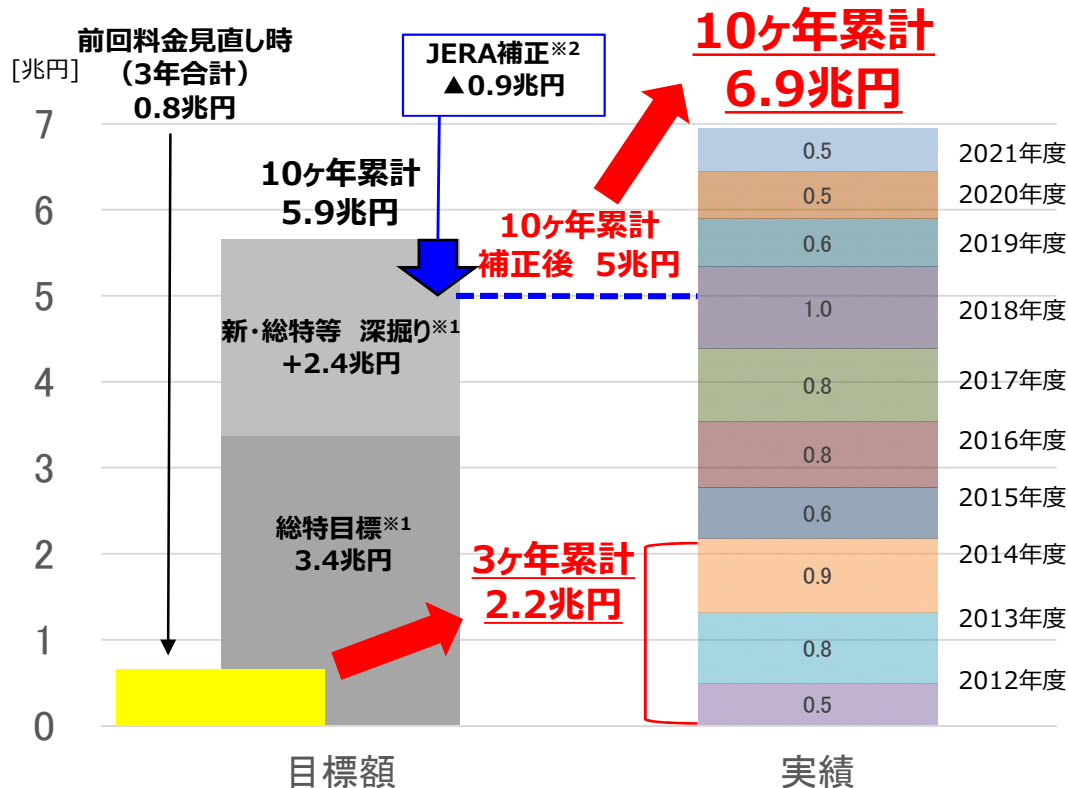 前回料金見直し時
（3年合計）
0.8兆円
[兆円]
JERA補正※2
▲0.9兆円
10ヶ年累計
6.9兆円
10ヶ年累計
5.9兆円
10ヶ年累計
補正後 5兆円
新・総特等 深掘り※1
+2.4兆円
総特目標※1
3.4兆円
3ヶ年累計
2.2兆円
7
6
5
4
3
2
1
0
0.5 2021年度
0.5 2020年度
0.6 2019年度
1.0 2018年度
0.8 2017年度
0.8 2016年度
0.6 2015年度
0.9 2014年度
0.8 2013年度
0.5 2012年度
目標額
実績